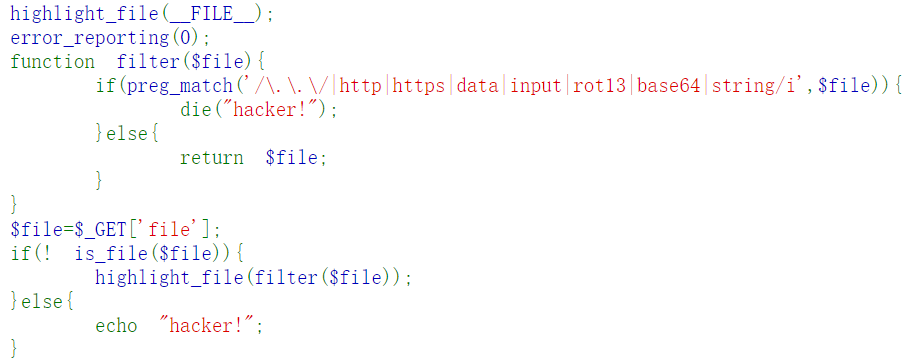 highlight_file(__FILE__);
error_reporting(0);
function filter($file){
if(preg_match('/\.\.\/|http|https|data|input|rot13|base64|string/i',$file)){
die("hacker!");
}else{
return $file;
}
}
$file=$_GET['file'];
if(! is_file($file)){
highlight_file(filter($file));
}else{
echo "hacker!";
}